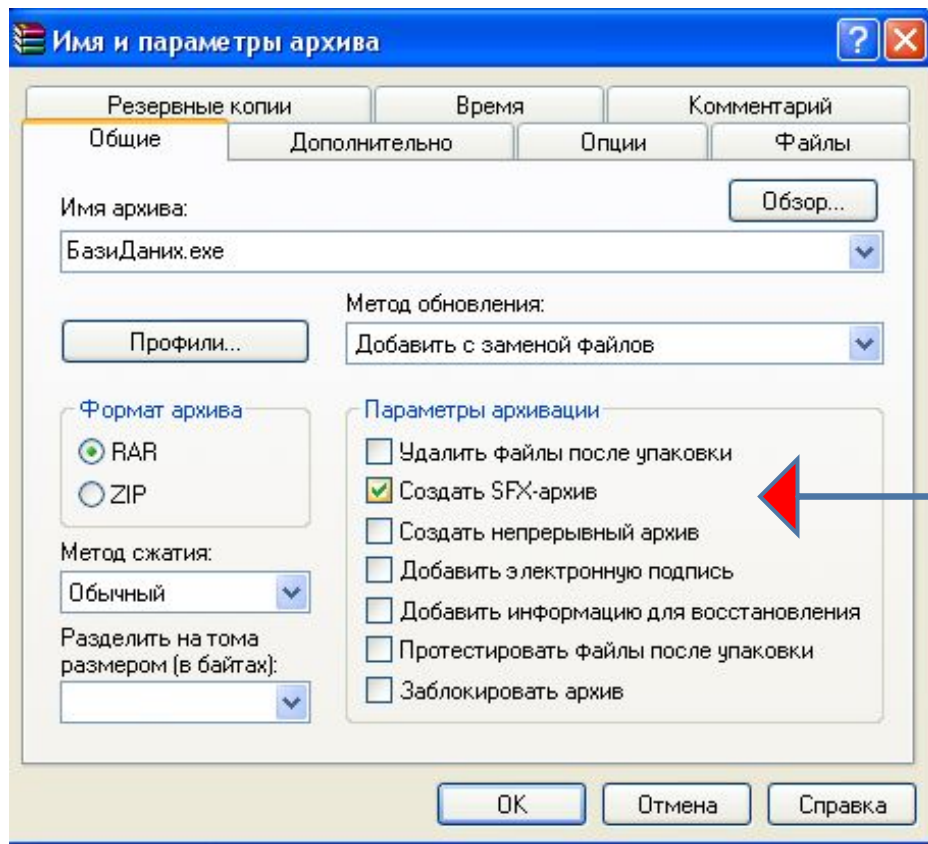 Имя и параметры архива
Резервные копии Время Комментарий
Общие Дополнительно Опции Файлы
Имя архива: Обзор...
БазиДаних.exe
Метод обновления:
Профили... Добавить с заменой файлов
Формат архива
RAR
ZIP
Метод сжатия:
Обычный
Разделить на тома
размером (в байтах):
Параметры архивации
Удалить файлы после упаковки
Создать SFX-архив
Создать непрерывный архив
Добавить электронную подпись
Добавить информацию для восстановления
Протестировать файлы после упаковки
Заблокировать архив
OK Отмена Справка